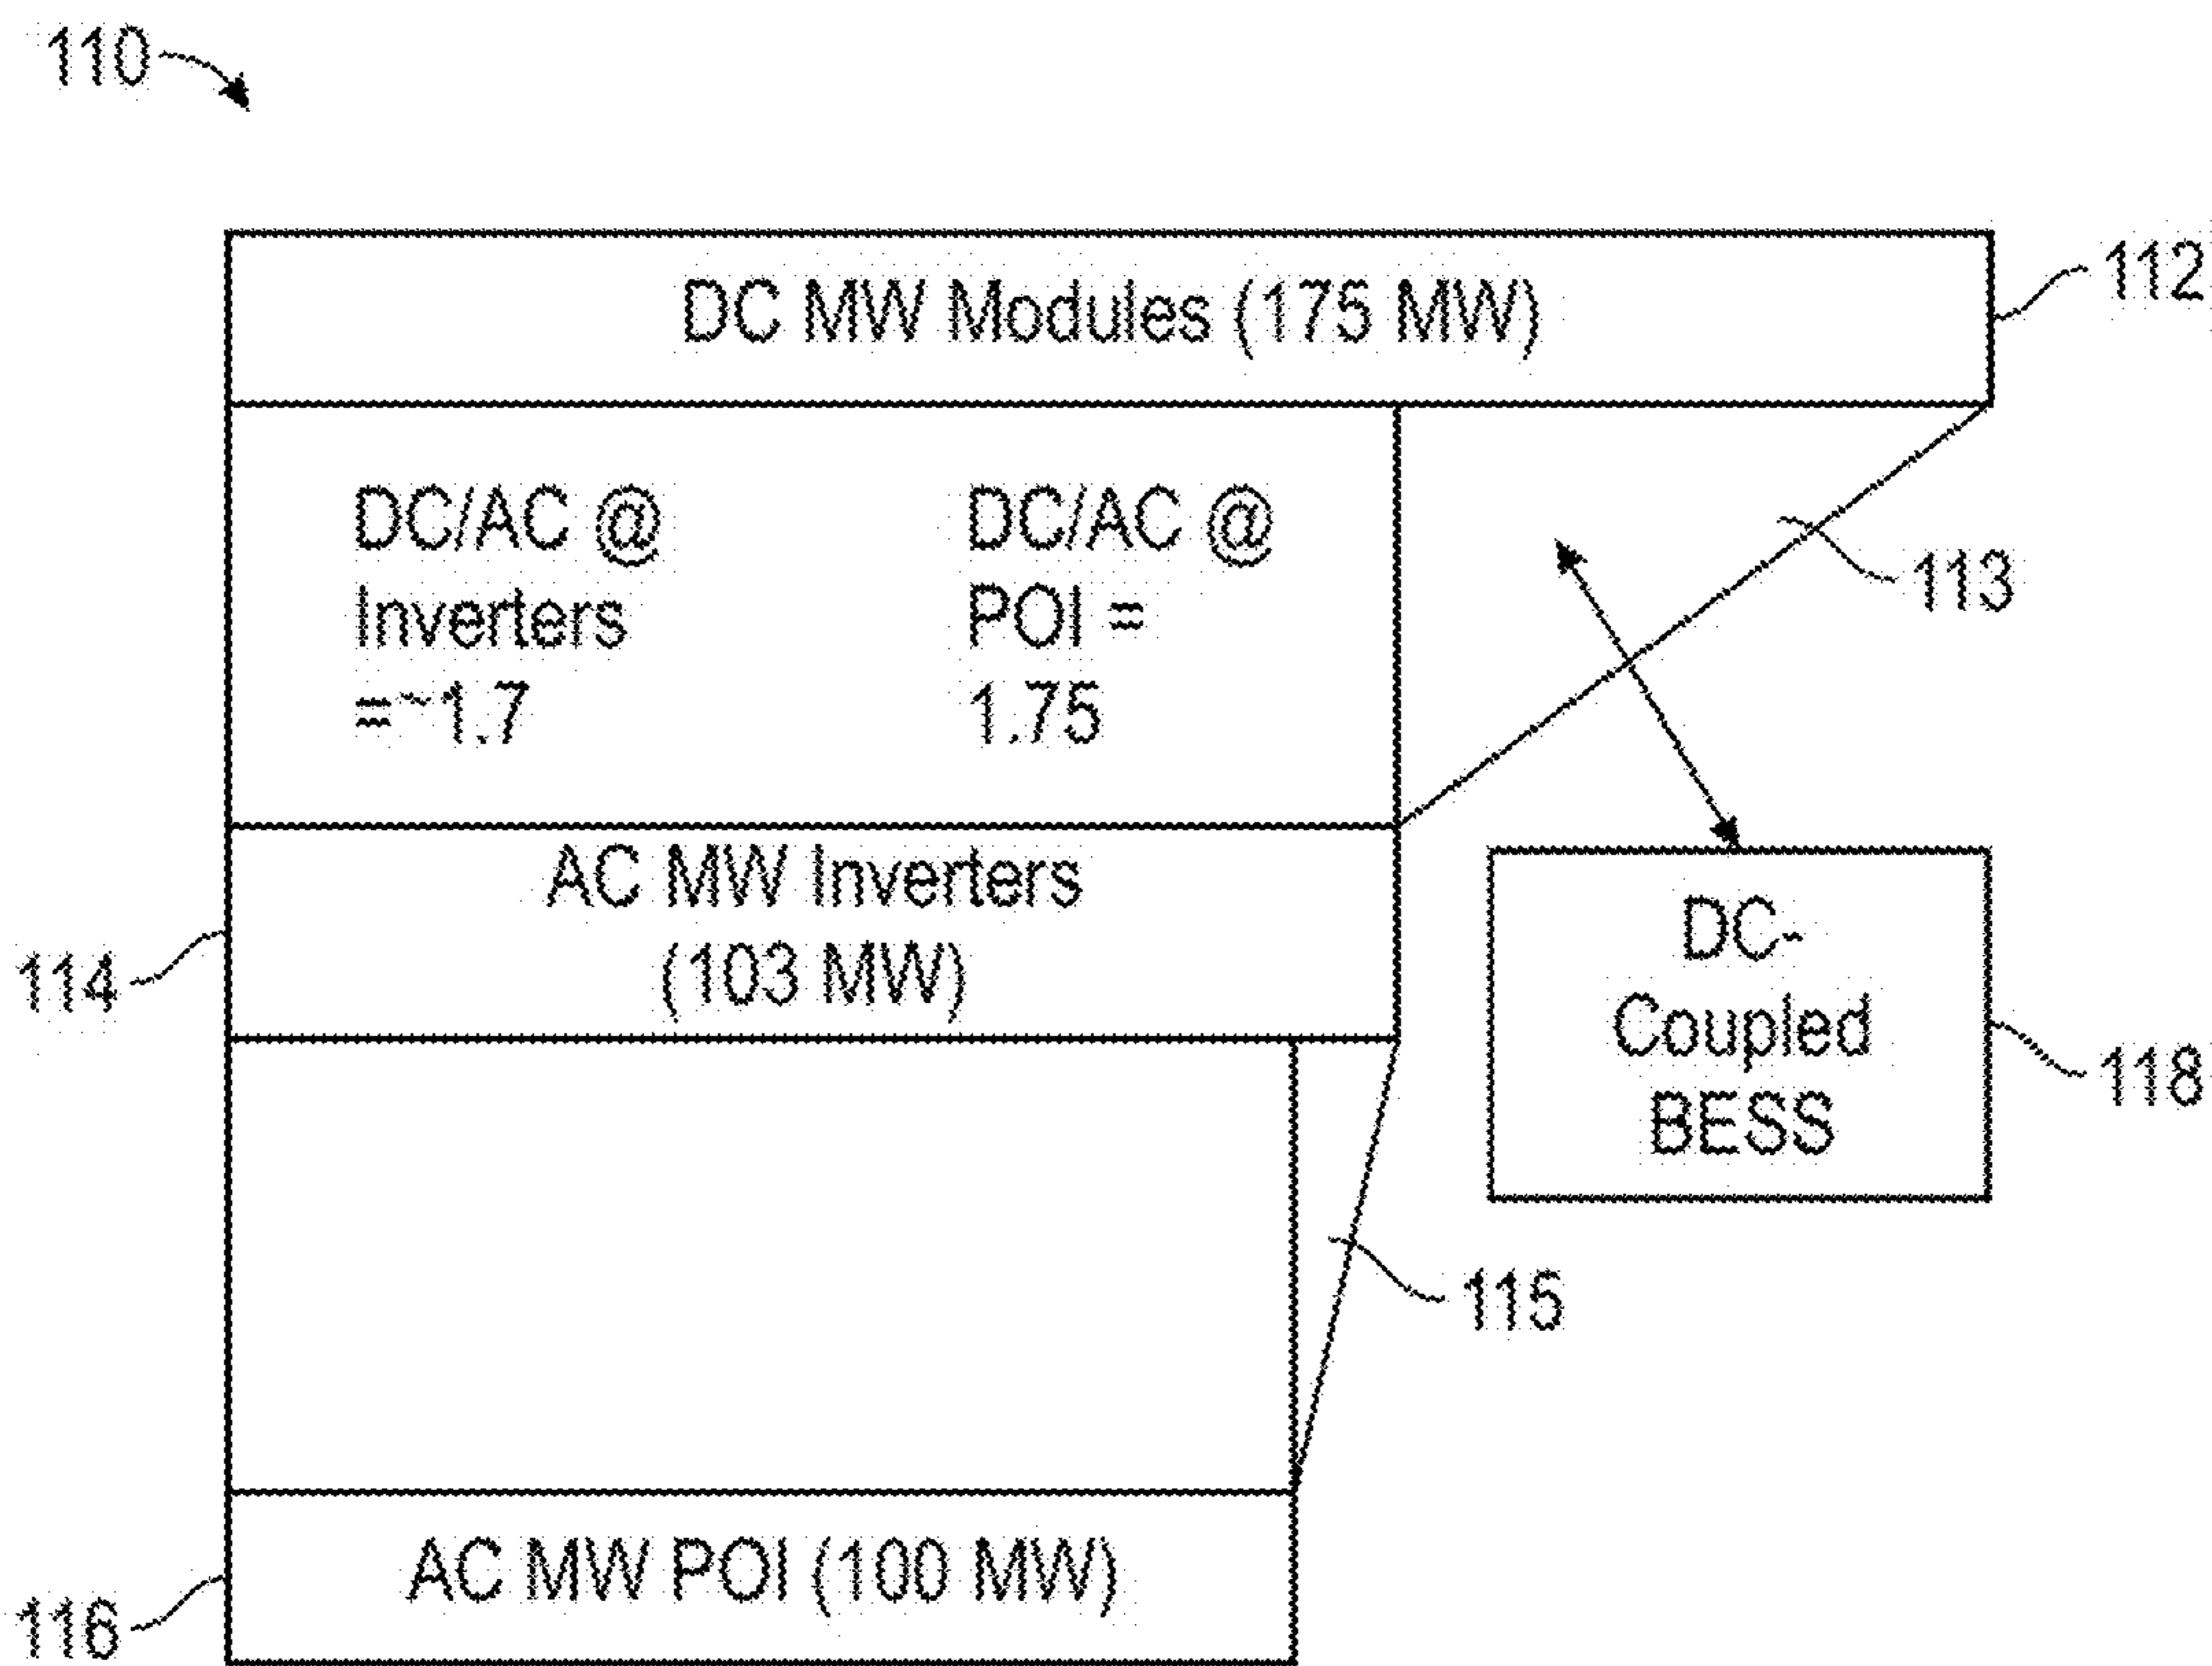 110
DC MW Modules (175 MW)
112
DC/AC @
Inverters
=~1.7
DC/AC @
POI =
1.75
113
AC MW Inverters
(103 MW)
114
DC-
Coupled
BESS
118
115
AC MW POI (100 MW)
116